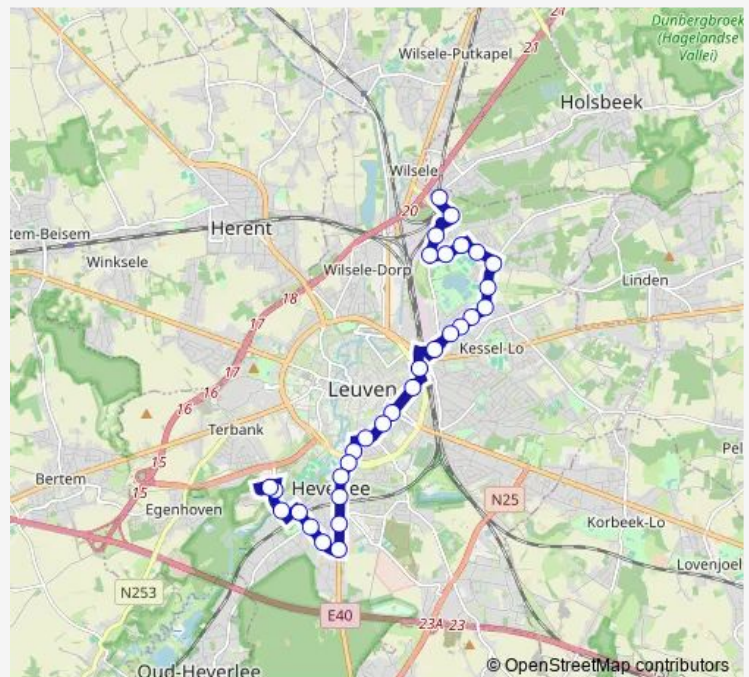 21
Dunbergbroek
(Hagelandse
Vallei)
Wilsele-Putkapel
21
Holsbeek
Wilsele
20
Herent
tem-Beisem
Winksele
Wilsele-Dorp
Linden
18
17
Kessel-Lo
17
Leuven
16
16
Terbank
Pel
15
Bertem
15
Heverlee
N25
Egenhoven
Korbeek-Lo
Lovenjoel
N253
E40
23A 23
Oud-Heverlee
© OpenStreetMap contributors